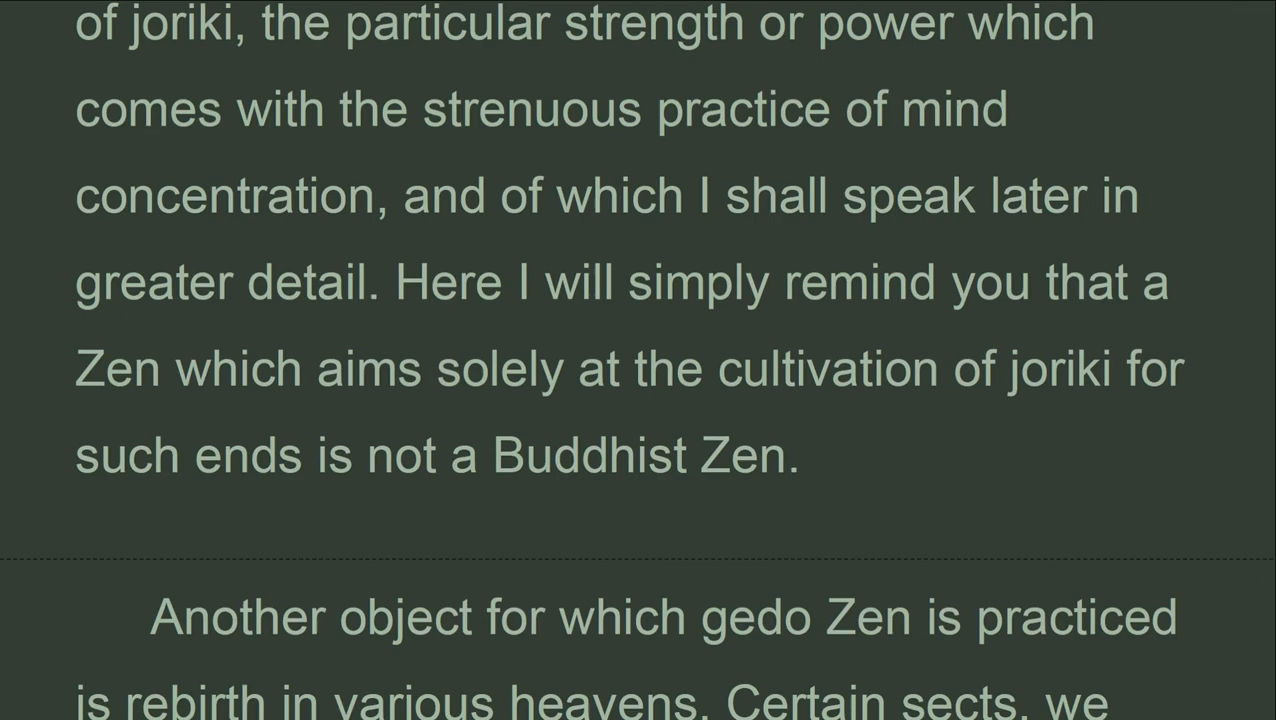 of joriki, the particular strength or power which
comes with the strenuous practice of mind
concentration, and of which I shall speak later in
greater detail. Here I will simply remind you that a
Zen which aims solely at the cultivation of joriki for
such ends is not a Buddhist Zen.
Another object for which gedo Zen is practiced
is rebirth in various heavens. Certain sects, we